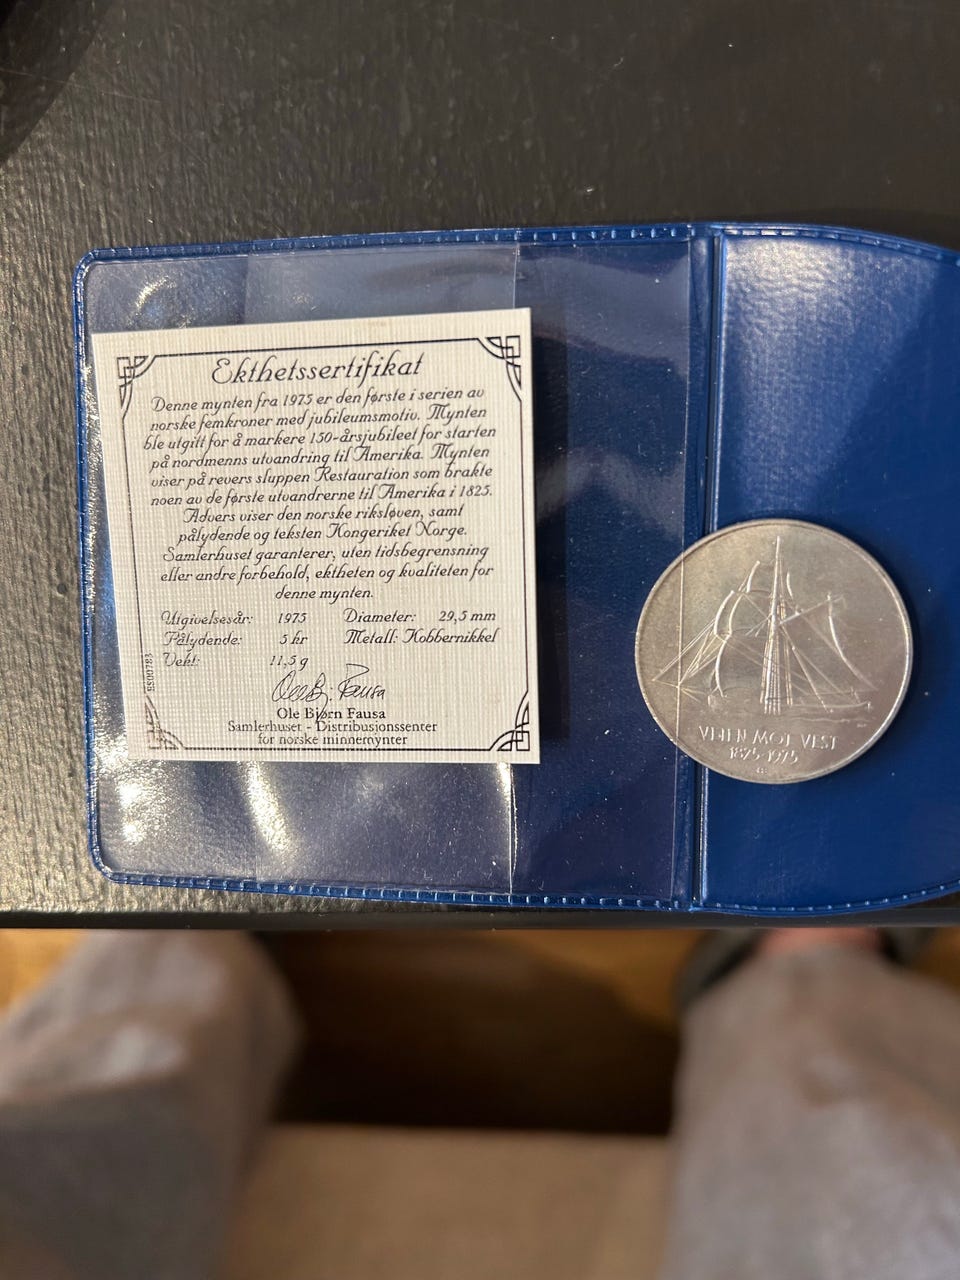 Ekthetssertifikat
Denne mynten fra 1975 er den første i serien av
norske femkroner med jubileumsmotiv. Mynten
ble utgitt for å markere 150-årsjubileet for starten
på nordmenns utvandring til Amerika. Mynten
viser på revers sluppen Restauration som brakte
noen av de første utvandrerne til Amerika i 1825.
Advers viser den norske riksløven, samt
pålydende og teksten Kongeriket Norge.
Samlerhuset garanterer, uten tidsbegrensning
eller andre forbehold, ektheten og kvaliteten for
denne mynten.
Utgivelsesår: 1975 Diameter: 29,5 mm
Pålydende: 5 kr Metall: Kobbernikkel
Vekt: 11,5 g
Ole Bj. Fausa
Ole Bjørn Fausa
Samlerhuset - Distribusjonssenter
for norske minnemynter
ES00783
VEIEN MOT VEST
1825-1975